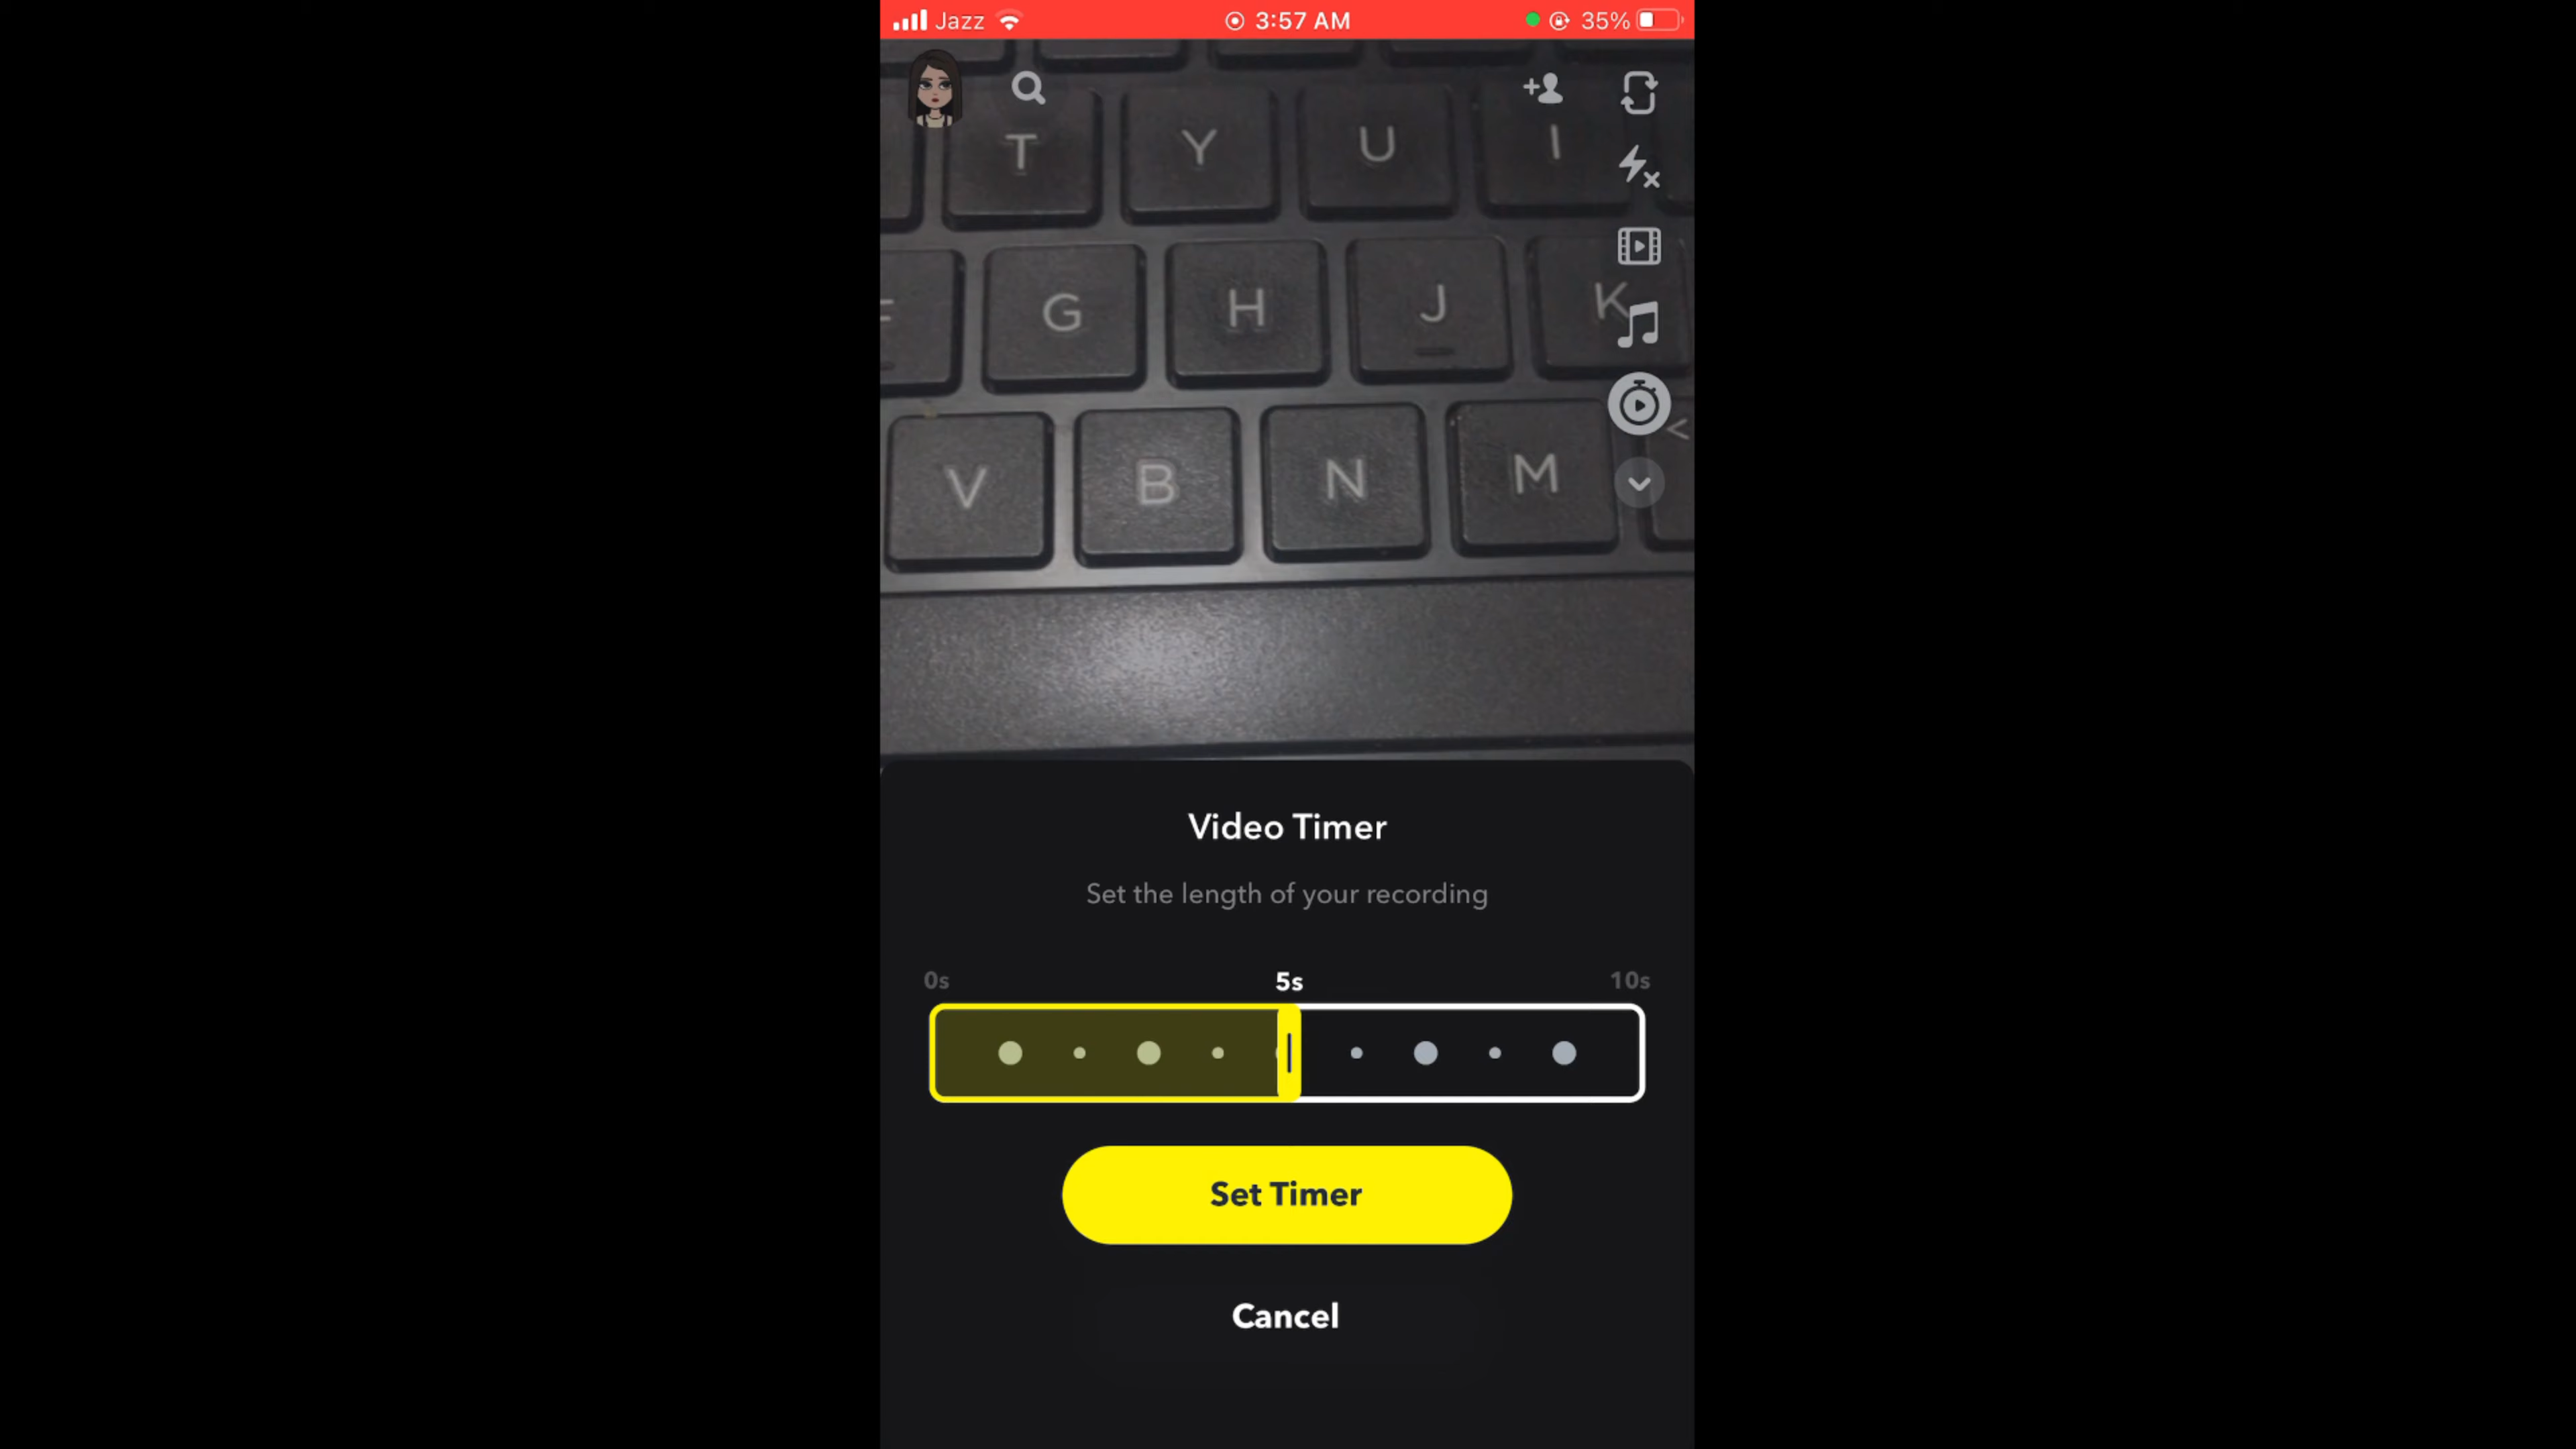 Jazz 3:57 AM 35%
T Y U I
G H J K
V B N M <
Video Timer
Set the length of your recording
0s 5s 10s
Set Timer
Cancel